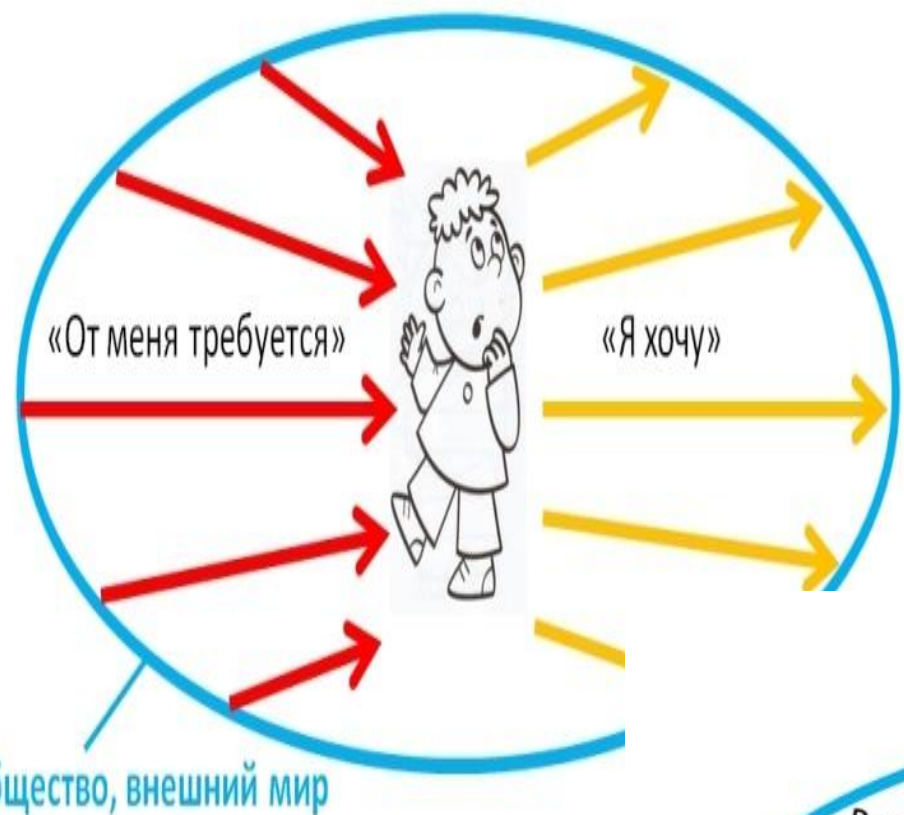 «От меня требуется»
«Я хочу»
бщество, внешний мир